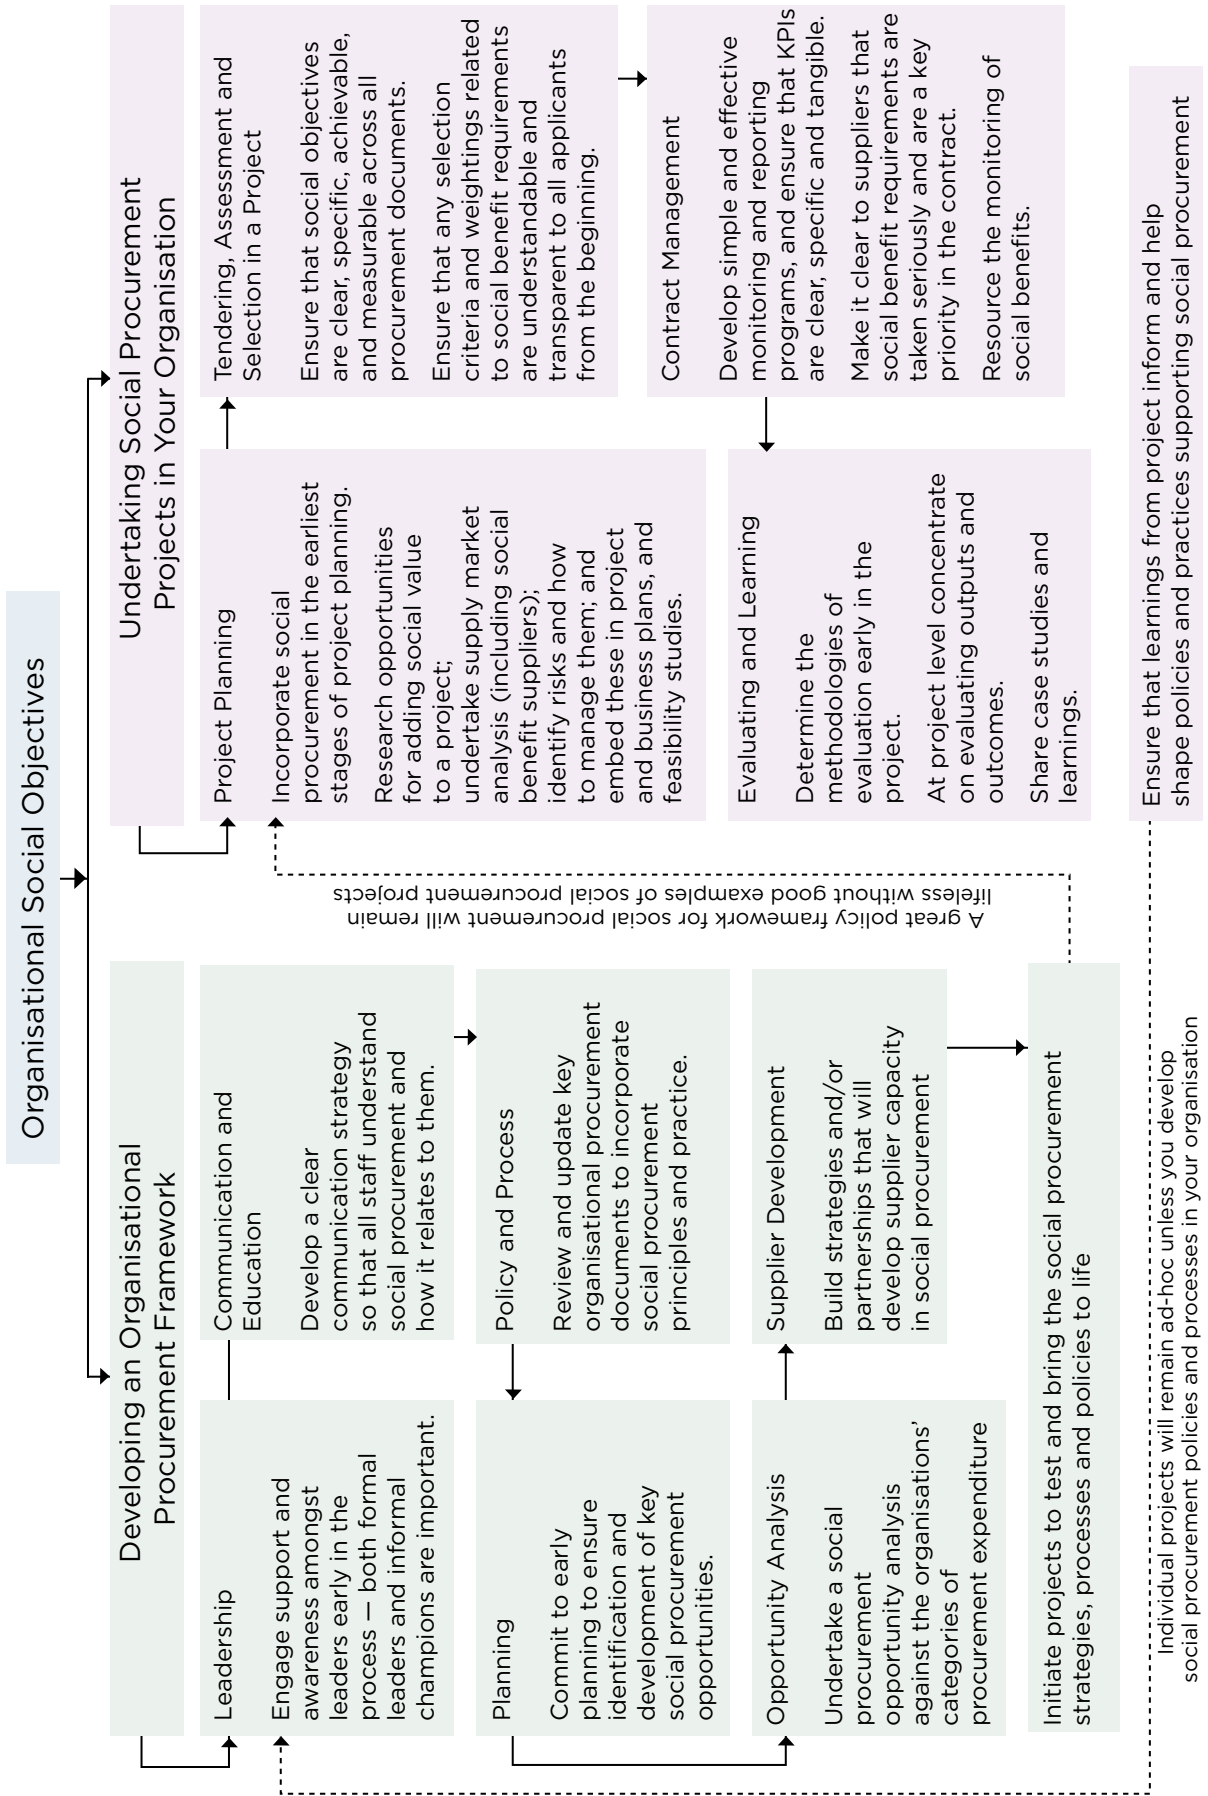 Organisational Social Objectives
Developing an Organisational
Procurement Framework
Leadership
Engage support and
awareness amongst
leaders early in the
process — both formal
leaders and informal
champions are important.
Communication and
Education
Develop a clear
communication strategy
so that all staff understand
social procurement and
how it relates to them.
Policy and Process
Review and update key
organisational procurement
documents to incorporate
social procurement
principles and practice.
Planning
Commit to early
planning to ensure
identification and
development of key
social procurement
opportunities.
Opportunity Analysis
Undertake a social
procurement
opportunity analysis
against the organisations’
categories of
procurement expenditure
Supplier Development
Build strategies and/or
partnerships that will
develop supplier capacity
in social procurement
Initiate projects to test and bring the social procurement
strategies, processes and policies to life
A great policy framework for social procurement will remain
lifeless without good examples of social procurement projects
Undertaking Social Procurement
Projects in Your Organisation
Project Planning
Incorporate social
procurement in the earliest
stages of project planning.
Research opportunities
for adding social value
to a project;
undertake supply market
analysis (including social
benefit suppliers);
identify risks and how
to manage them; and
embed these in project
and business plans, and
feasibility studies.
Tendering, Assessment and
Selection in a Project
Ensure that social objectives
are clear, specific, achievable,
and measurable across all
procurement documents.
Ensure that any selection
criteria and weightings related
to social benefit requirements
are understandable and
transparent to all applicants
from the beginning.
Contract Management
Develop simple and effective
monitoring and reporting
programs, and ensure that KPIs
are clear, specific and tangible.
Make it clear to suppliers that
social benefit requirements are
taken seriously and are a key
priority in the contract.
Resource the monitoring of
social benefits.
Evaluating and Learning
Determine the
methodologies of
evaluation early in the
project.
At project level concentrate
on evaluating outputs and
outcomes.
Share case studies and
learnings.
Ensure that learnings from project inform and help
shape policies and practices supporting social procurement
Individual projects will remain ad-hoc unless you develop
social procurement policies and processes in your organisation